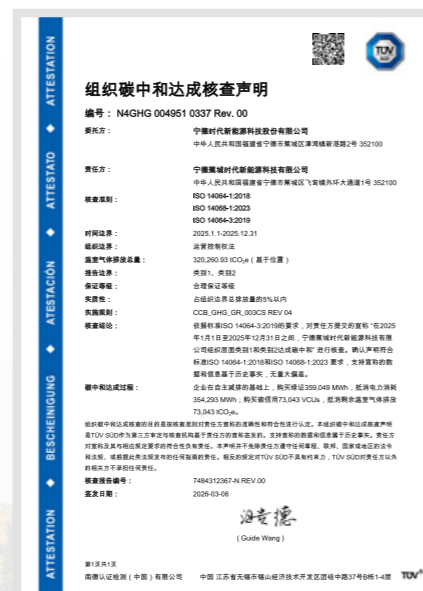 TÜV
SÜD
组织碳中和达成核查声明
编号： N4GHG 004951 0337 Rev. 00
委托方： 宁德时代新能源科技股份有限公司
中华人民共和国福建省宁德市蕉城区漳湾镇新港路2号 352100
责任方： 宁德蕉城时代新能源科技有限公司
中华人民共和国福建省宁德市蕉城区飞鸾镇外环大通道1号 352100
核查准则： ISO 14064-1:2018
ISO 14068-1:2023
ISO 14064-3:2019
时间边界： 2025.1.1-2025.12.31
组织边界： 运营控制权法
温室气体排放总量： 320,260.93 tCO₂e（基于位置）
报告边界： 类别1、类别2
保证等级： 合理保证等级
实质性： 占组织边界总排放量的5%以内
实施规则： CCB_GHG_GR_003CS REV 04
核查结论： 依据标准ISO 14064-3:2019的要求，对责任方提交的宣称 “在2025
年1月1日至2025年12月31日之间，宁德蕉城时代新能源科技有限
公司组织层面类别1和类别2达成碳中和” 进行核查。确认声明符合
标准ISO 14064-1:2018和ISO 14068-1:2023 要求，支持宣称的数
据和信息基于历史事实，无重大偏差。
碳中和达成过程： 企业在自主减排的基础上，购买绿证359,049 MWh，抵消电力消耗
354,293 MWh；购买碳信用73,043 VCUs，抵消剩余温室气体排放
73,043 tCO₂e。
组织碳中和达成核查的目的是按核查准则对责任方宣称的准确性和符合性进行认定。本组织碳中和达成核查声明
是TÜV SÜD作为第三方审定与核查机构基于责任方的宣称签发的。支持宣称的数据和信息属于历史事实。责任方
对宣称及其与相应规定要求的符合性负有责任。本声明并不免除责任方遵守任何章程、联邦、国家或地区的法令
和法规、或根据此类法规发布的任何指南的责任。相反的规定对TÜV SÜD不具有约束力，TÜV SÜD对责任方以外
的相关方不承担任何责任。
核查报告编号： 7484312367-N REV.00
签发日期： 2026-03-06
（Guide Wang）
第1页共1页
南德认证检测（中国）有限公司 中国 江苏省无锡市锡山经济技术开发区团结中路37号B栋1-4层 TÜV®
ATTESTATION ◆ BESCHEINIGUNG ◆ ATESTACIÓN ◆ ATTESTATO ◆ ATTESTATION